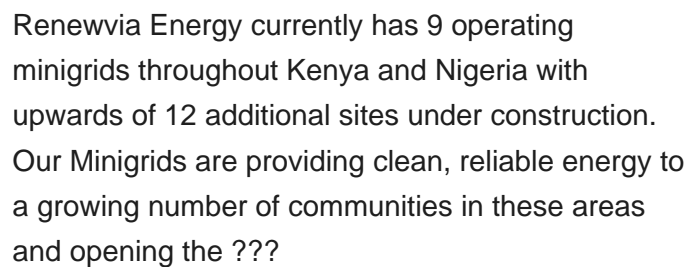 Renewvia Energy currently has 9 operating
minigrids throughout Kenya and Nigeria with
upwards of 12 additional sites under construction.
Our Minigrids are providing clean, reliable energy to
a growing number of communities in these areas
and opening the ???